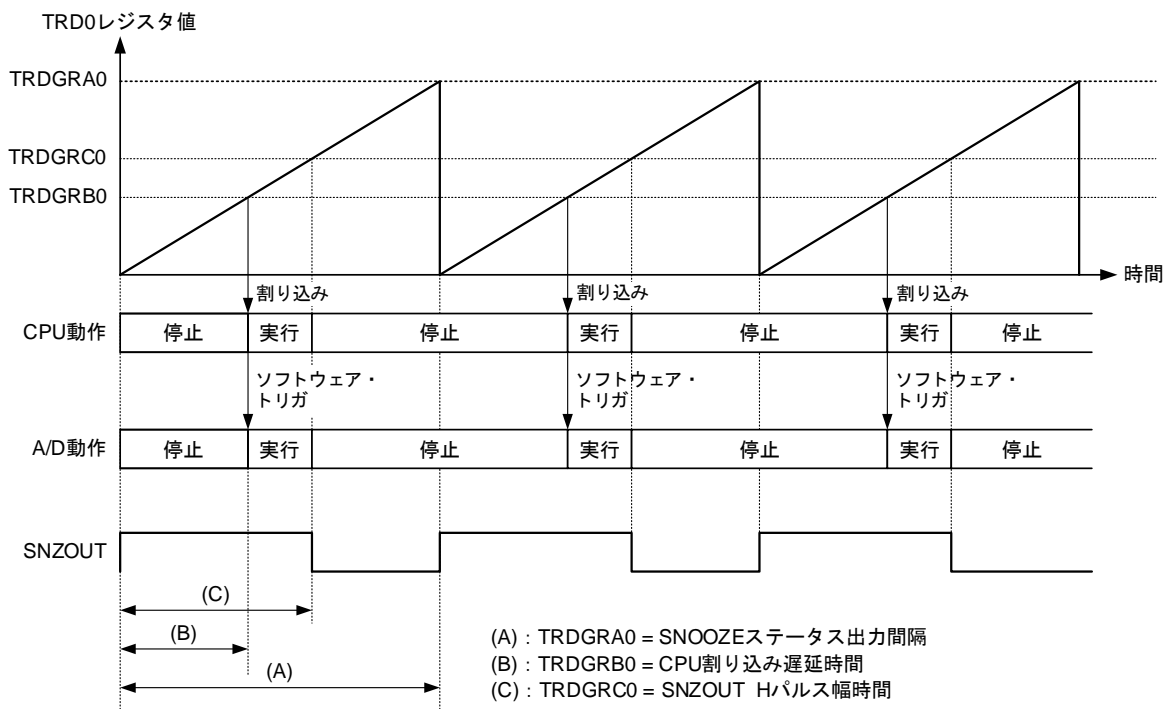 TRD0レジスタ値
TRDGRA0
TRDGRC0
TRDGRB0
時間
割り込み 割り込み 割り込み
CPU動作 停止 実行 停止 実行 停止 実行 停止
ソフトウェア・ ソフトウェア・ ソフトウェア・
トリガ トリガ トリガ
A/D動作 停止 実行 停止 実行 停止 実行 停止
SNZOUT
(C)
(B)
(A)
(A) : TRDGRA0 = SNOOZEステータス出力間隔
(B) : TRDGRB0 = CPU割り込み遅延時間
(C) : TRDGRC0 = SNZOUT Hパルス幅時間